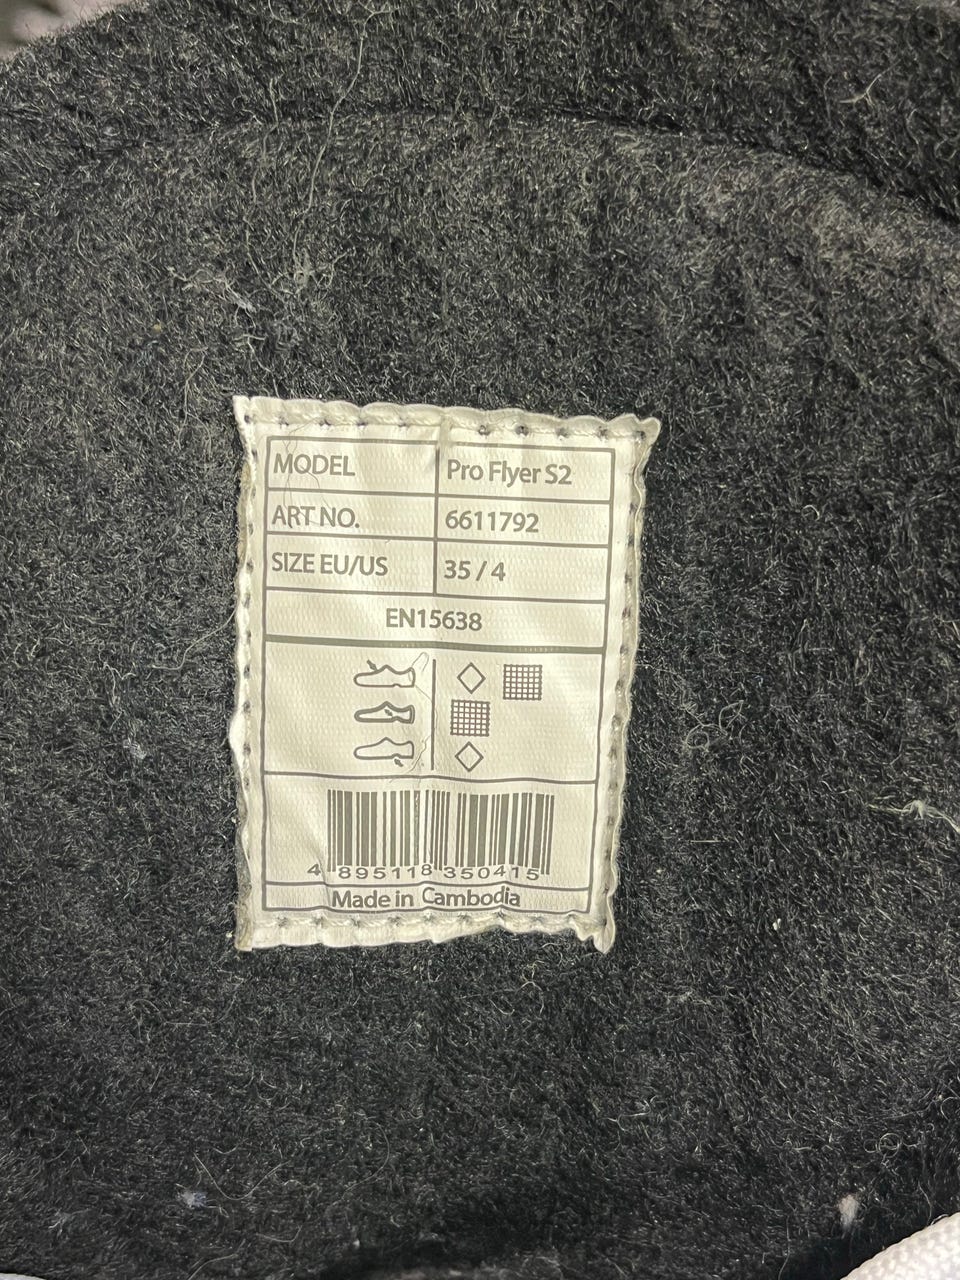 MODEL Pro Flyer S2
ART NO. 6611792
SIZE EU/US 35 / 4
EN15638
4 895118 350415
Made in Cambodia